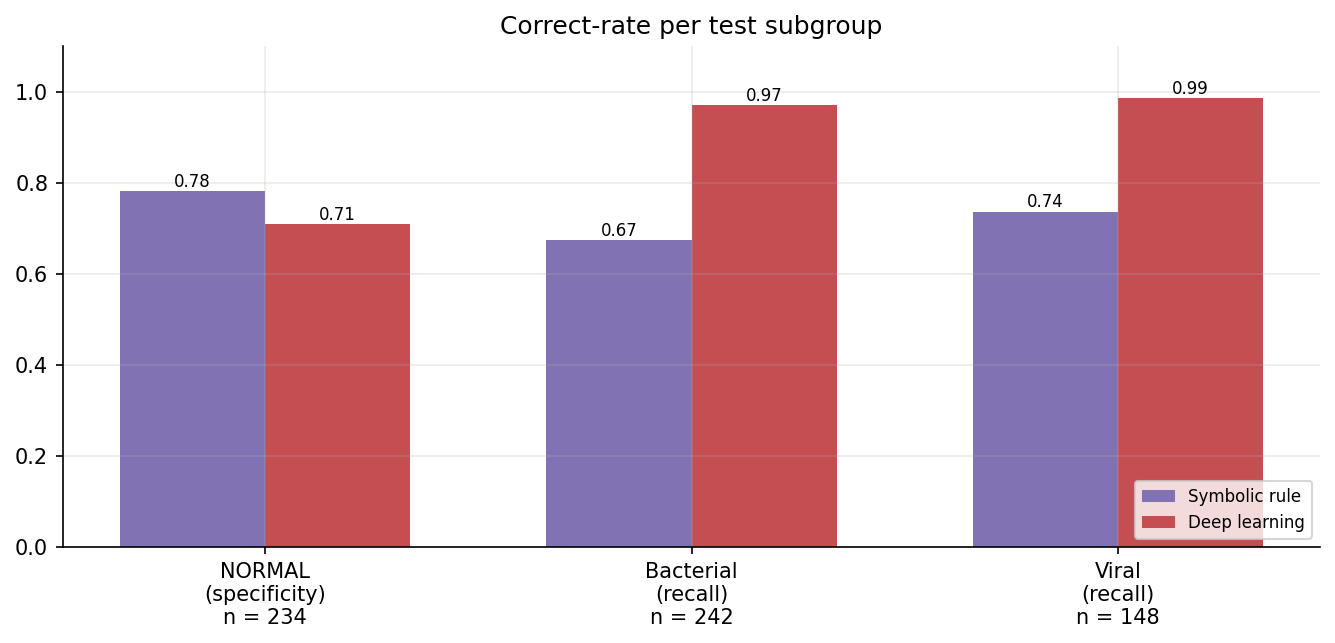 Correct-rate per test subgroup
1.0
0.8
0.6
0.4
0.2
0.0
0.78
0.71
0.67
0.97
0.74
0.99
NORMAL
(specificity)
n = 234
Bacterial
(recall)
n = 242
Viral
(recall)
n = 148
Symbolic rule
Deep learning